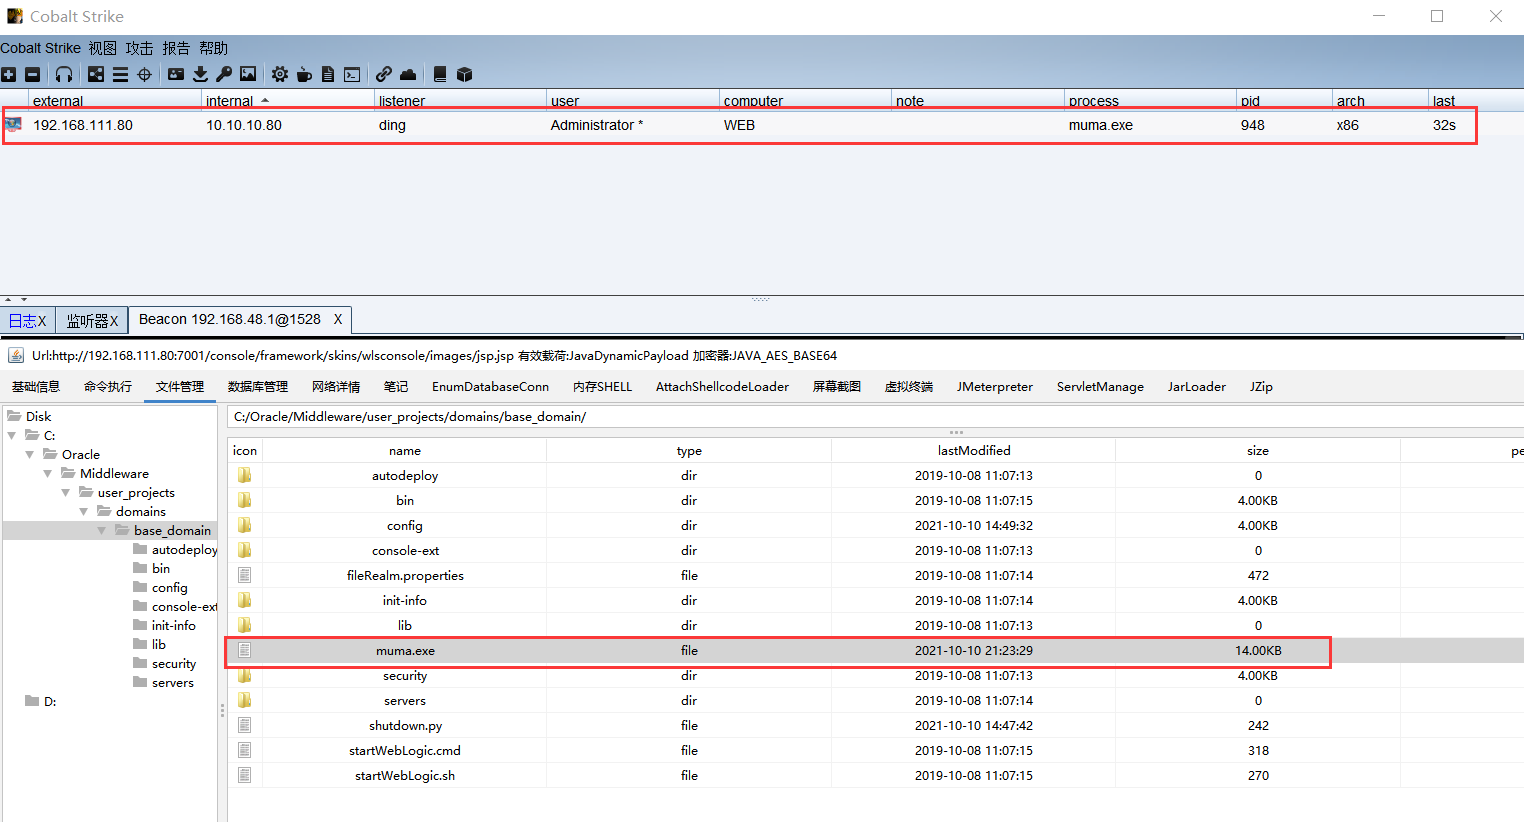 Cobalt Strike
Cobalt Strike 视图 攻击 报告 帮助
external internal listener user computer note process pid arch last
192.168.111.80 10.10.10.80 ding Administrator * WEB muma.exe 948 x86 32s
日志X 监听器X Beacon 192.168.48.1@1528 X
Url:http://192.168.111.80:7001/console/framework/skins/wlsconsole/images/jsp.jsp 有效载荷:JavaDynamicPayload 加密器:JAVA_AES_BASE64
基础信息 命令执行 文件管理 数据库管理 网络详情 笔记 EnumDatabaseConn 内存SHELL AttachShellcodeLoader 屏幕截图 虚拟终端 JMeterpreter ServletManage JarLoader JZip
Disk
C:
Oracle
Middleware
user_projects
domains
base_domain
autodeploy
bin
config
console-ext
init-info
lib
security
servers
D:
C:/Oracle/Middleware/user_projects/domains/base_domain/
icon name type lastModified size pe
autodeploy dir 2019-10-08 11:07:13 0
bin dir 2019-10-08 11:07:15 4.00KB
config dir 2021-10-10 14:49:32 4.00KB
console-ext dir 2019-10-08 11:07:13 0
fileRealm.properties file 2019-10-08 11:07:14 472
init-info dir 2019-10-08 11:07:14 4.00KB
lib dir 2019-10-08 11:07:13 0
muma.exe file 2021-10-10 21:23:29 14.00KB
security dir 2019-10-08 11:07:13 4.00KB
servers dir 2019-10-08 11:07:14 0
shutdown.py file 2021-10-10 14:47:42 242
startWebLogic.cmd file 2019-10-08 11:07:15 318
startWebLogic.sh file 2019-10-08 11:07:15 270